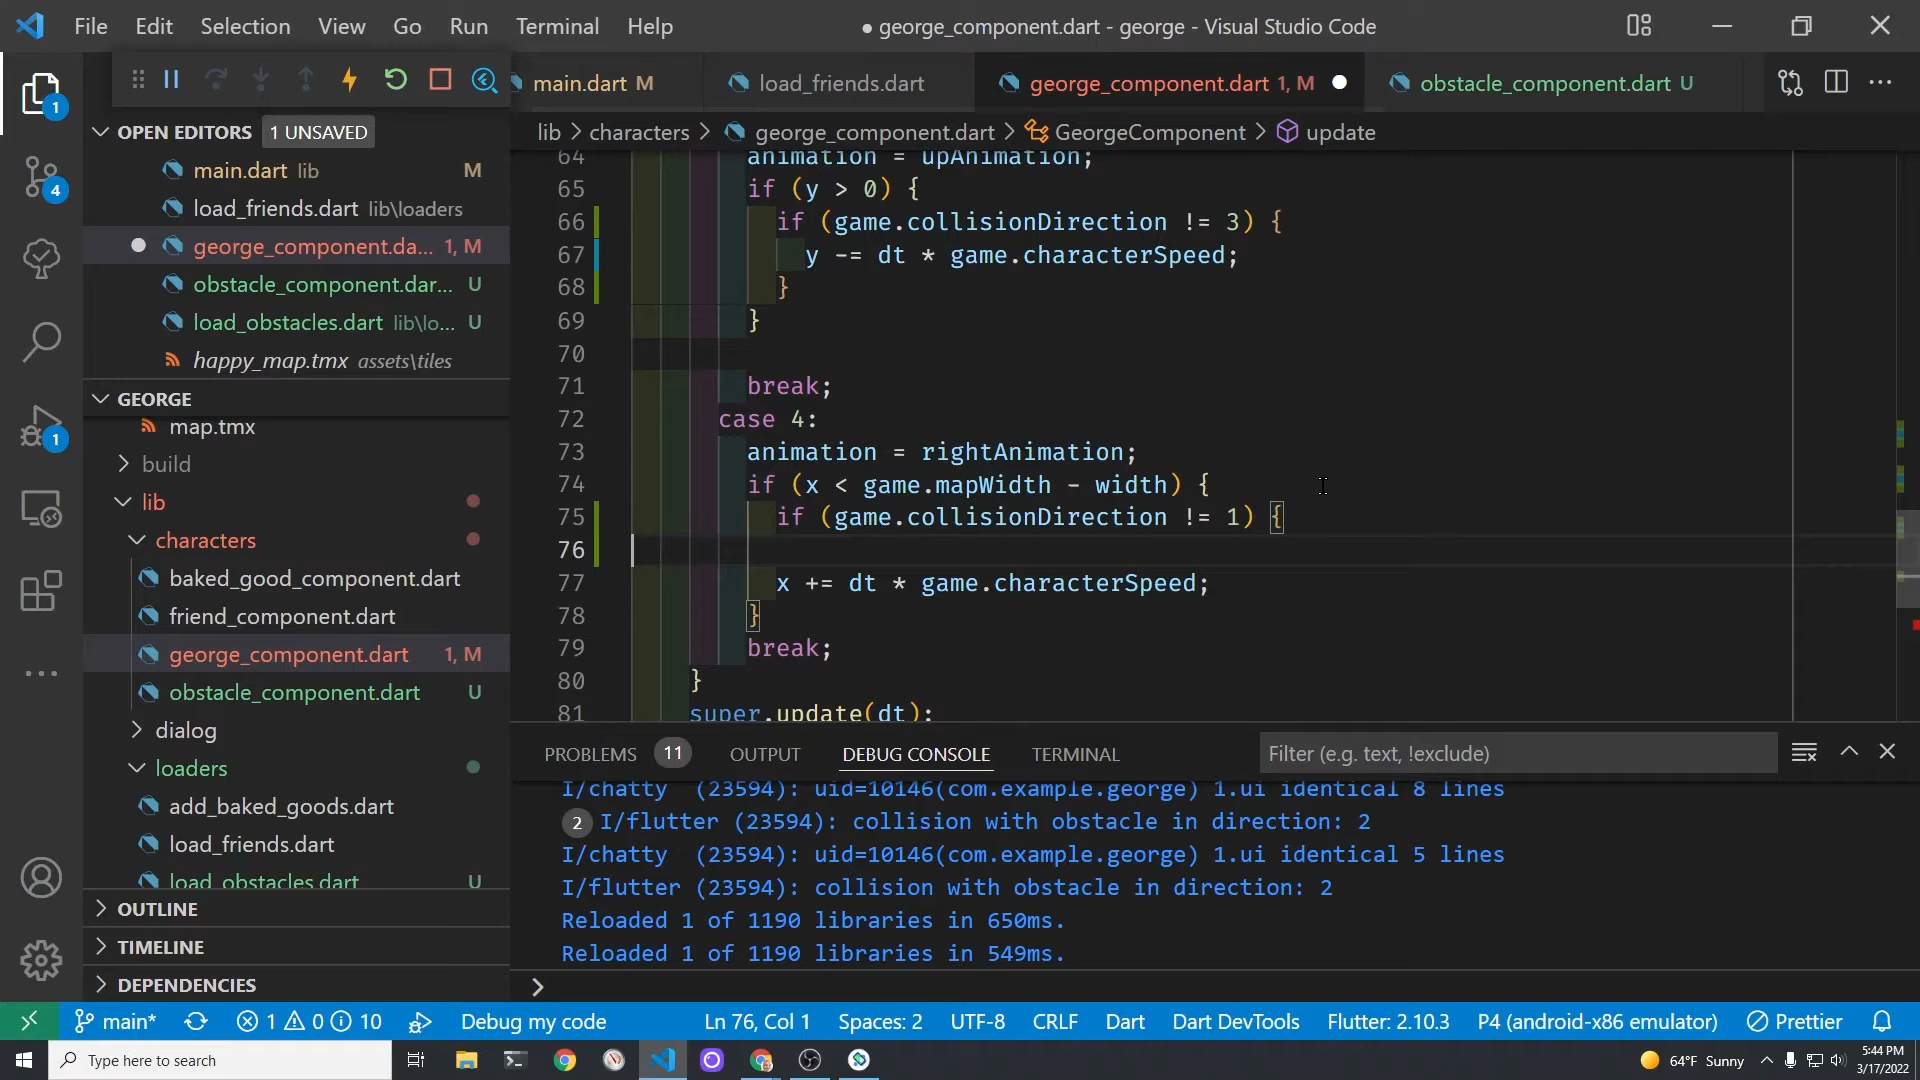 File Edit Selection View Go Run Terminal Help
● george_component.dart - george - Visual Studio Code
main.dart M
load_friends.dart
george_component.dart 1, M
obstacle_component.dart U
1
OPEN EDITORS 1 UNSAVED
lib > characters > george_component.dart > GeorgeComponent > update
main.dart lib M
load_friends.dart lib\loaders
george_component.da... 1, M
obstacle_component.dar... U
load_obstacles.dart lib\lo... U
happy_map.tmx assets\tiles
4
1
GEORGE
map.tmx
build
lib
characters
baked_good_component.dart
friend_component.dart
george_component.dart 1, M
obstacle_component.dart U
dialog
loaders
add_baked_goods.dart
load_friends.dart
load_obstacles.dart U
OUTLINE
TIMELINE
DEPENDENCIES
64 animation = upAnimation;
65 if (y > 0) {
66 if (game.collisionDirection != 3) {
67 y -= dt * game.characterSpeed;
68 }
69 }
70
71 break;
72 case 4:
73 animation = rightAnimation;
74 if (x < game.mapWidth - width) {
75 if (game.collisionDirection != 1) {
76
77 x += dt * game.characterSpeed;
78 }
79 break;
80 }
81 super.update(dt);
PROBLEMS 11 OUTPUT DEBUG CONSOLE TERMINAL
Filter (e.g. text, !exclude)
I/chatty  (23594): uid=10146(com.example.george) 1.ui identical 8 lines
2 I/flutter (23594): collision with obstacle in direction: 2
I/chatty  (23594): uid=10146(com.example.george) 1.ui identical 5 lines
I/flutter (23594): collision with obstacle in direction: 2
Reloaded 1 of 1190 libraries in 650ms.
Reloaded 1 of 1190 libraries in 549ms.
main* 1 0 10 Debug my code Ln 76, Col 1 Spaces: 2 UTF-8 CRLF Dart Dart DevTools Flutter: 2.10.3 P4 (android-x86 emulator) Prettier
Type here to search
64°F Sunny
5:44 PM
3/17/2022